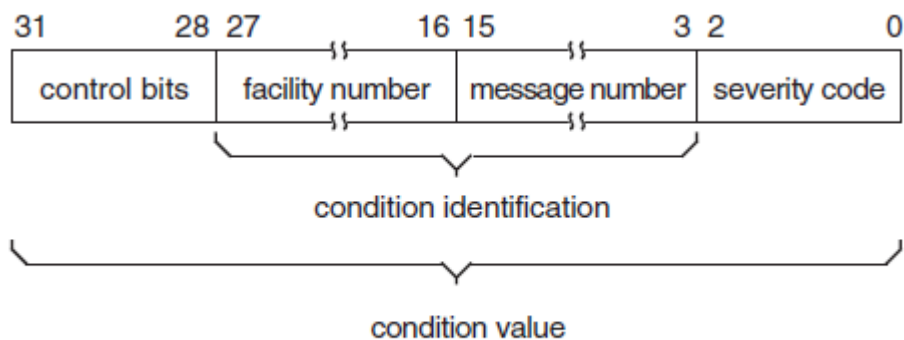 31 28 27 16 15 3 2 0
control bits facility number message number severity code
condition identification
condition value